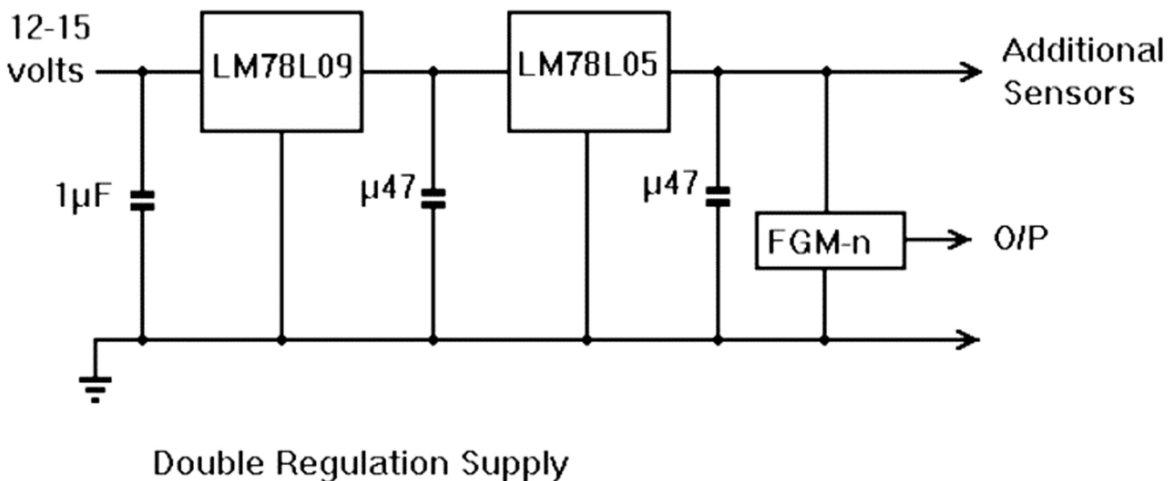 12-15
volts
LM78L09
LM78L05
Additional
Sensors
1µF
µ47
µ47
FGM-n
O/P
Double Regulation Supply